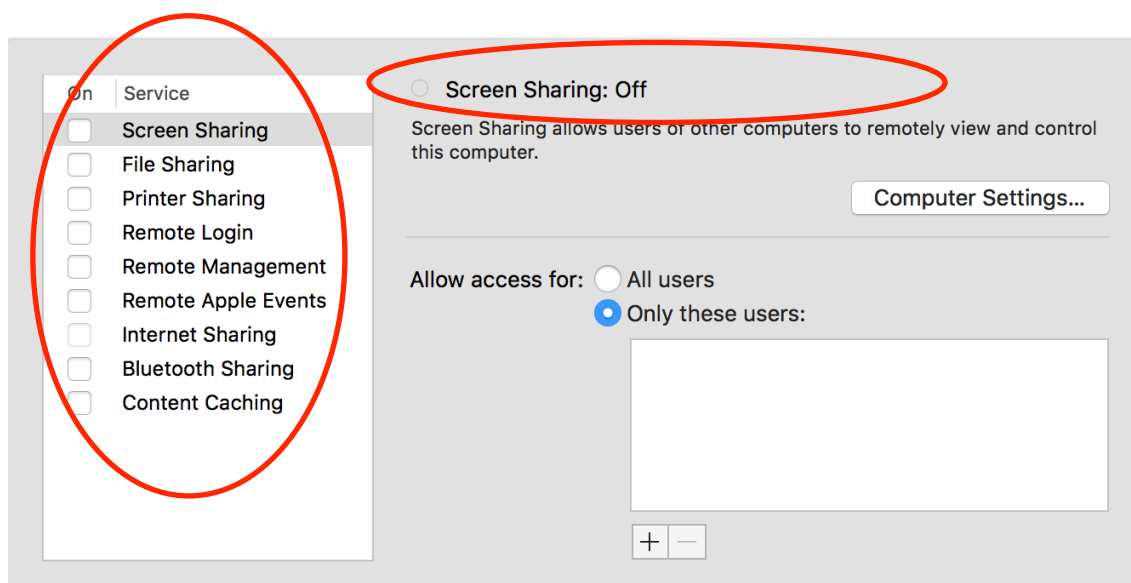 On Service
Screen Sharing
File Sharing
Printer Sharing
Remote Login
Remote Management
Remote Apple Events
Internet Sharing
Bluetooth Sharing
Content Caching
Screen Sharing: Off
Screen Sharing allows users of other computers to remotely view and control
this computer.
Computer Settings...
Allow access for: All users
Only these users:
+ −